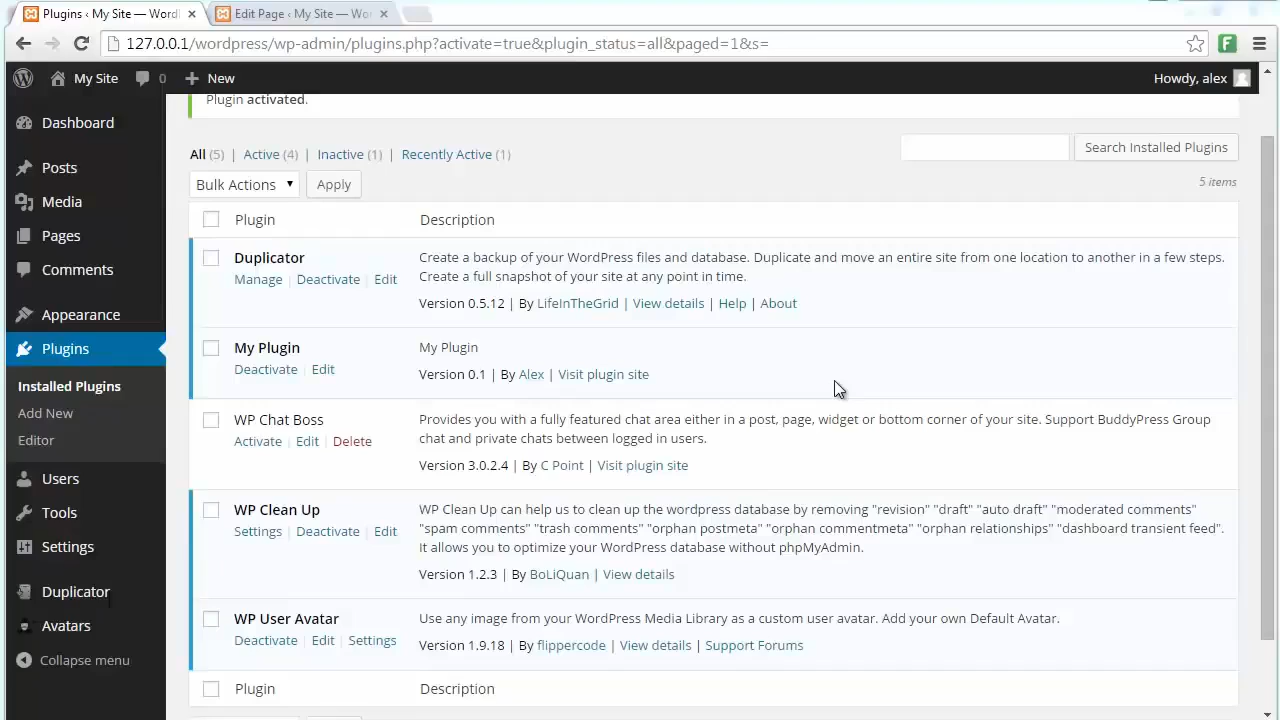 Plugins ‹ My Site — Word
Edit Page ‹ My Site — Wor
127.0.0.1/wordpress/wp-admin/plugins.php?activate=true&plugin_status=all&paged=1&s=
My Site 0 New Howdy, alex
Plugin activated.
Dashboard
Posts
Media
Pages
Comments
Appearance
Plugins
Installed Plugins
Add New
Editor
Users
Tools
Settings
Duplicator
Avatars
Collapse menu
All (5) | Active (4) | Inactive (1) | Recently Active (1)
Search Installed Plugins
Bulk Actions Apply
5 items
Plugin Description
Duplicator
Manage | Deactivate | Edit
Create a backup of your WordPress files and database. Duplicate and move an entire site from one location to another in a few steps.
Create a full snapshot of your site at any point in time.
Version 0.5.12 | By LifeInTheGrid | View details | Help | About
My Plugin
Deactivate | Edit
My Plugin
Version 0.1 | By Alex | Visit plugin site
WP Chat Boss
Activate | Edit | Delete
Provides you with a fully featured chat area either in a post, page, widget or bottom corner of your site. Support BuddyPress Group
chat and private chats between logged in users.
Version 3.0.2.4 | By C Point | Visit plugin site
WP Clean Up
Settings | Deactivate | Edit
WP Clean Up can help us to clean up the wordpress database by removing "revision" "draft" "auto draft" "moderated comments"
"spam comments" "trash comments" "orphan postmeta" "orphan commentmeta" "orphan relationships" "dashboard transient feed".
It allows you to optimize your WordPress database without phpMyAdmin.
Version 1.2.3 | By BoLiQuan | View details
WP User Avatar
Deactivate | Edit | Settings
Use any image from your WordPress Media Library as a custom user avatar. Add your own Default Avatar.
Version 1.9.18 | By flippercode | View details | Support Forums
Plugin Description